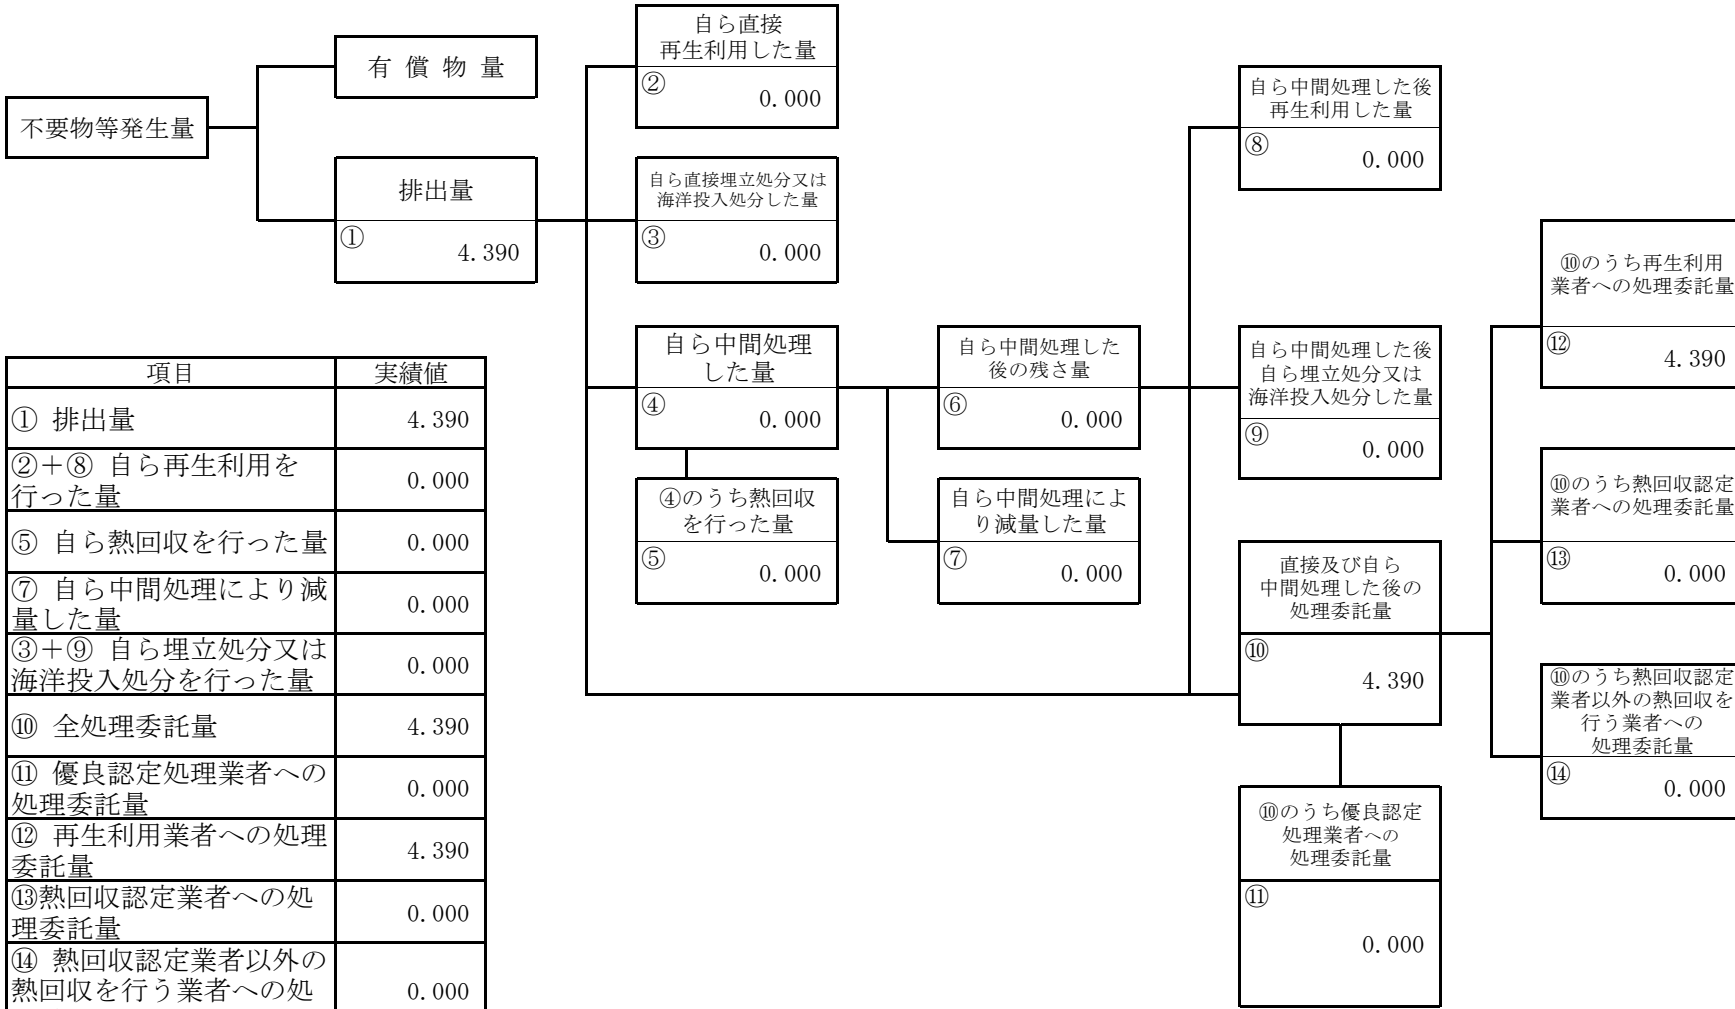 不要物等発生量
有 償 物 量
排出量
①
4.390
自ら直接
再生利用した量
②
0.000
自ら直接埋立処分又は
海洋投入処分した量
③
0.000
自ら中間処理
した量
④
0.000
④のうち熱回収
を行った量
⑤
0.000
自ら中間処理した
後の残さ量
⑥
0.000
自ら中間処理によ
り減量した量
⑦
0.000
自ら中間処理した後
再生利用した量
⑧
0.000
自ら中間処理した後
自ら埋立処分又は
海洋投入処分した量
⑨
0.000
直接及び自ら
中間処理した後の
処理委託量
⑩
4.390
⑩のうち優良認定
処理業者への
処理委託量
⑪
0.000
⑩のうち再生利用
業者への処理委託量
⑫
4.390
⑩のうち熱回収認定
業者への処理委託量
⑬
0.000
⑩のうち熱回収認定
業者以外の熱回収を
行う業者への
処理委託量
⑭
0.000
項目 実績値
① 排出量 4.390
②＋⑧ 自ら再生利用を
行った量 0.000
⑤ 自ら熱回収を行った量 0.000
⑦ 自ら中間処理により減
量した量 0.000
③＋⑨ 自ら埋立処分又は
海洋投入処分を行った量 0.000
⑩ 全処理委託量 4.390
⑪ 優良認定処理業者への
処理委託量 0.000
⑫ 再生利用業者への処理
委託量 4.390
⑬熱回収認定業者への処
理委託量 0.000
⑭ 熱回収認定業者以外の
熱回収を行う業者への処 0.000